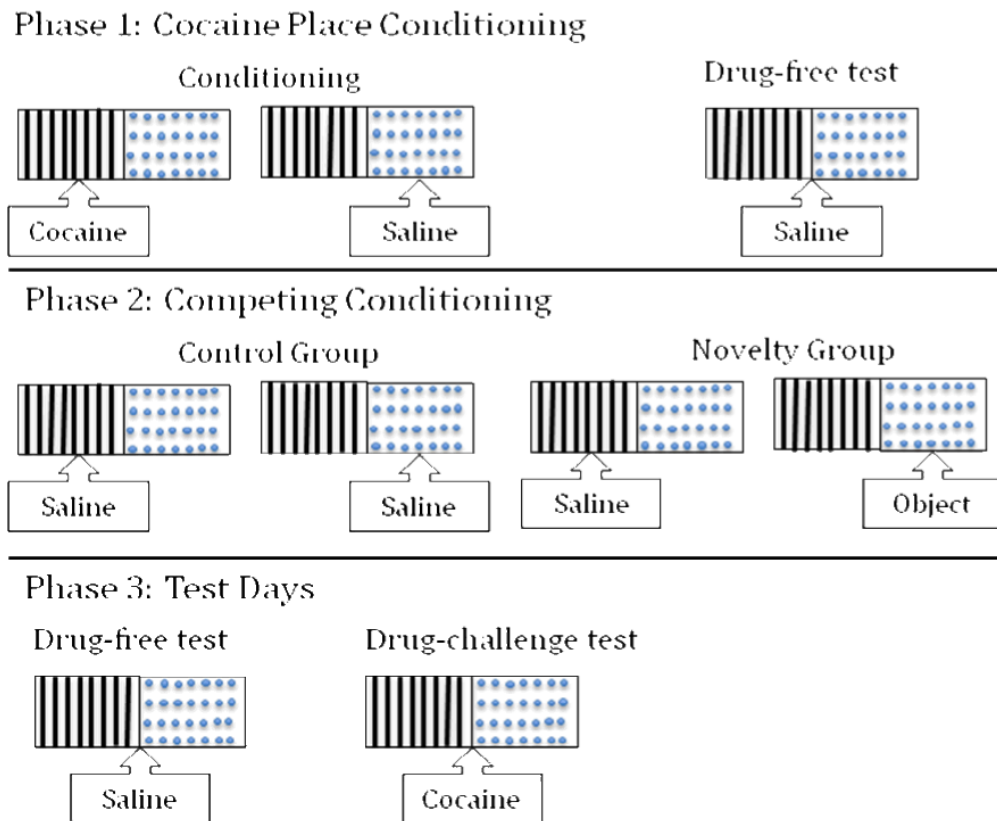 Phase 1: Cocaine Place Conditioning
Conditioning
Drug-free test
Cocaine
Saline
Saline
Phase 2: Competing Conditioning
Control Group
Novelty Group
Saline
Saline
Saline
Object
Phase 3: Test Days
Drug-free test
Drug-challenge test
Saline
Cocaine